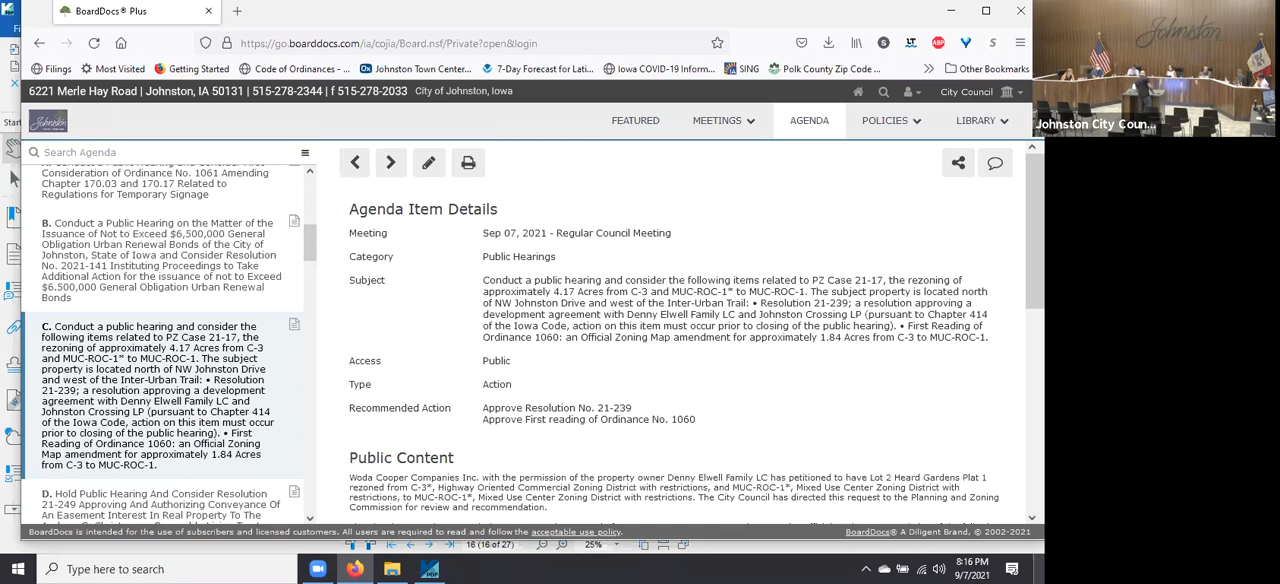 BoardDocs® Plus
https://go.boarddocs.com/ia/cojia/Board.nsf/Private?open&login
Filings
Most Visited
Getting Started
Code of Ordinances - ...
Johnston Town Center...
7-Day Forecast for Lati...
Iowa COVID-19 Inform...
SING
Polk County Zip Code ...
Other Bookmarks
6221 Merle Hay Road | Johnston, IA 50131 | 515-278-2344 | f 515-278-2033 City of Johnston, Iowa
City Council
Johnston
FEATURED
MEETINGS
AGENDA
POLICIES
LIBRARY
Johnston City Coun...
Start
Search Agenda
Consideration of Ordinance No. 1061 Amending
Chapter 170.03 and 170.17 Related to
Regulations for Temporary Signage
B. Conduct a Public Hearing on the Matter of the
Issuance of Not to Exceed $6,500,000 General
Obligation Urban Renewal Bonds of the City of
Johnston, State of Iowa and Consider Resolution
No. 2021-141 Instituting Proceedings to Take
Additional Action for the issuance of not to Exceed
$6.500,000 General Obligation Urban Renewal
Bonds
C. Conduct a public hearing and consider the
following items related to PZ Case 21-17, the
rezoning of approximately 4.17 Acres from C-3
and MUC-ROC-1* to MUC-ROC-1. The subject
property is located north of NW Johnston Drive
and west of the Inter-Urban Trail: • Resolution
21-239; a resolution approving a development
agreement with Denny Elwell Family LC and
Johnston Crossing LP (pursuant to Chapter 414
of the Iowa Code, action on this item must occur
prior to closing of the public hearing). • First
Reading of Ordinance 1060: an Official Zoning
Map amendment for approximately 1.84 Acres
from C-3 to MUC-ROC-1.
D. Hold Public Hearing And Consider Resolution
21-249 Approving And Authorizing Conveyance Of
An Easement Interest In Real Property To The
Agenda Item Details
Meeting Sep 07, 2021 - Regular Council Meeting
Category Public Hearings
Subject Conduct a public hearing and consider the following items related to PZ Case 21-17, the rezoning of
approximately 4.17 Acres from C-3 and MUC-ROC-1* to MUC-ROC-1. The subject property is located north
of NW Johnston Drive and west of the Inter-Urban Trail: • Resolution 21-239; a resolution approving a
development agreement with Denny Elwell Family LC and Johnston Crossing LP (pursuant to Chapter 414
of the Iowa Code, action on this item must occur prior to closing of the public hearing). • First Reading of
Ordinance 1060: an Official Zoning Map amendment for approximately 1.84 Acres from C-3 to MUC-ROC-1.
Access Public
Type Action
Recommended Action Approve Resolution No. 21-239
Approve First reading of Ordinance No. 1060
Public Content
Woda Cooper Companies Inc. with the permission of the property owner Denny Elwell Family LC has petitioned to have Lot 2 Heard Gardens Plat 1
rezoned from C-3*, Highway Oriented Commercial Zoning District with restrictions, and MUC-ROC-1*, Mixed Use Center Zoning District with
restrictions, to MUC-ROC-1*, Mixed Use Center Zoning District with restrictions. The City Council has directed this request to the Planning and Zoning
Commission for review and recommendation.
BoardDocs is intended for the use of subscribers and licensed customers. All users are required to read and follow the acceptable use policy.
BoardDocs® A Diligent Brand, © 2002-2021
16 (16 of 27)
25%
Type here to search
8:16 PM
9/7/2021